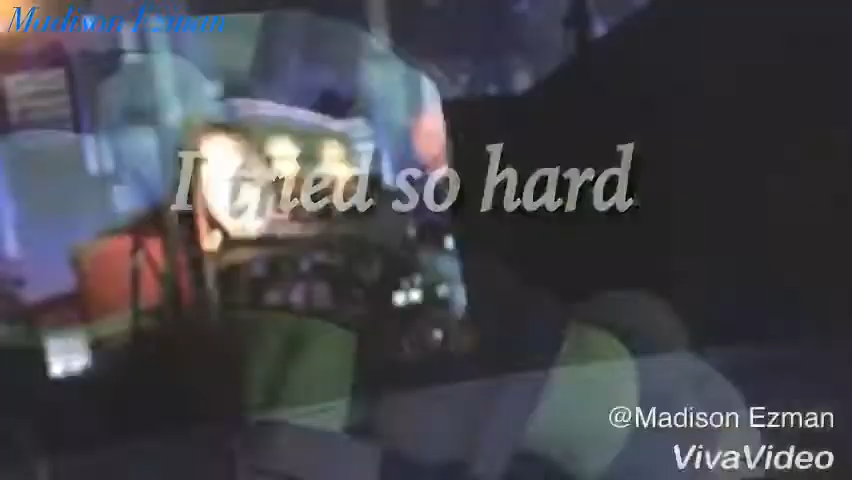 Madison Ezman
I tried so hard
@Madison Ezman
VivaVideo